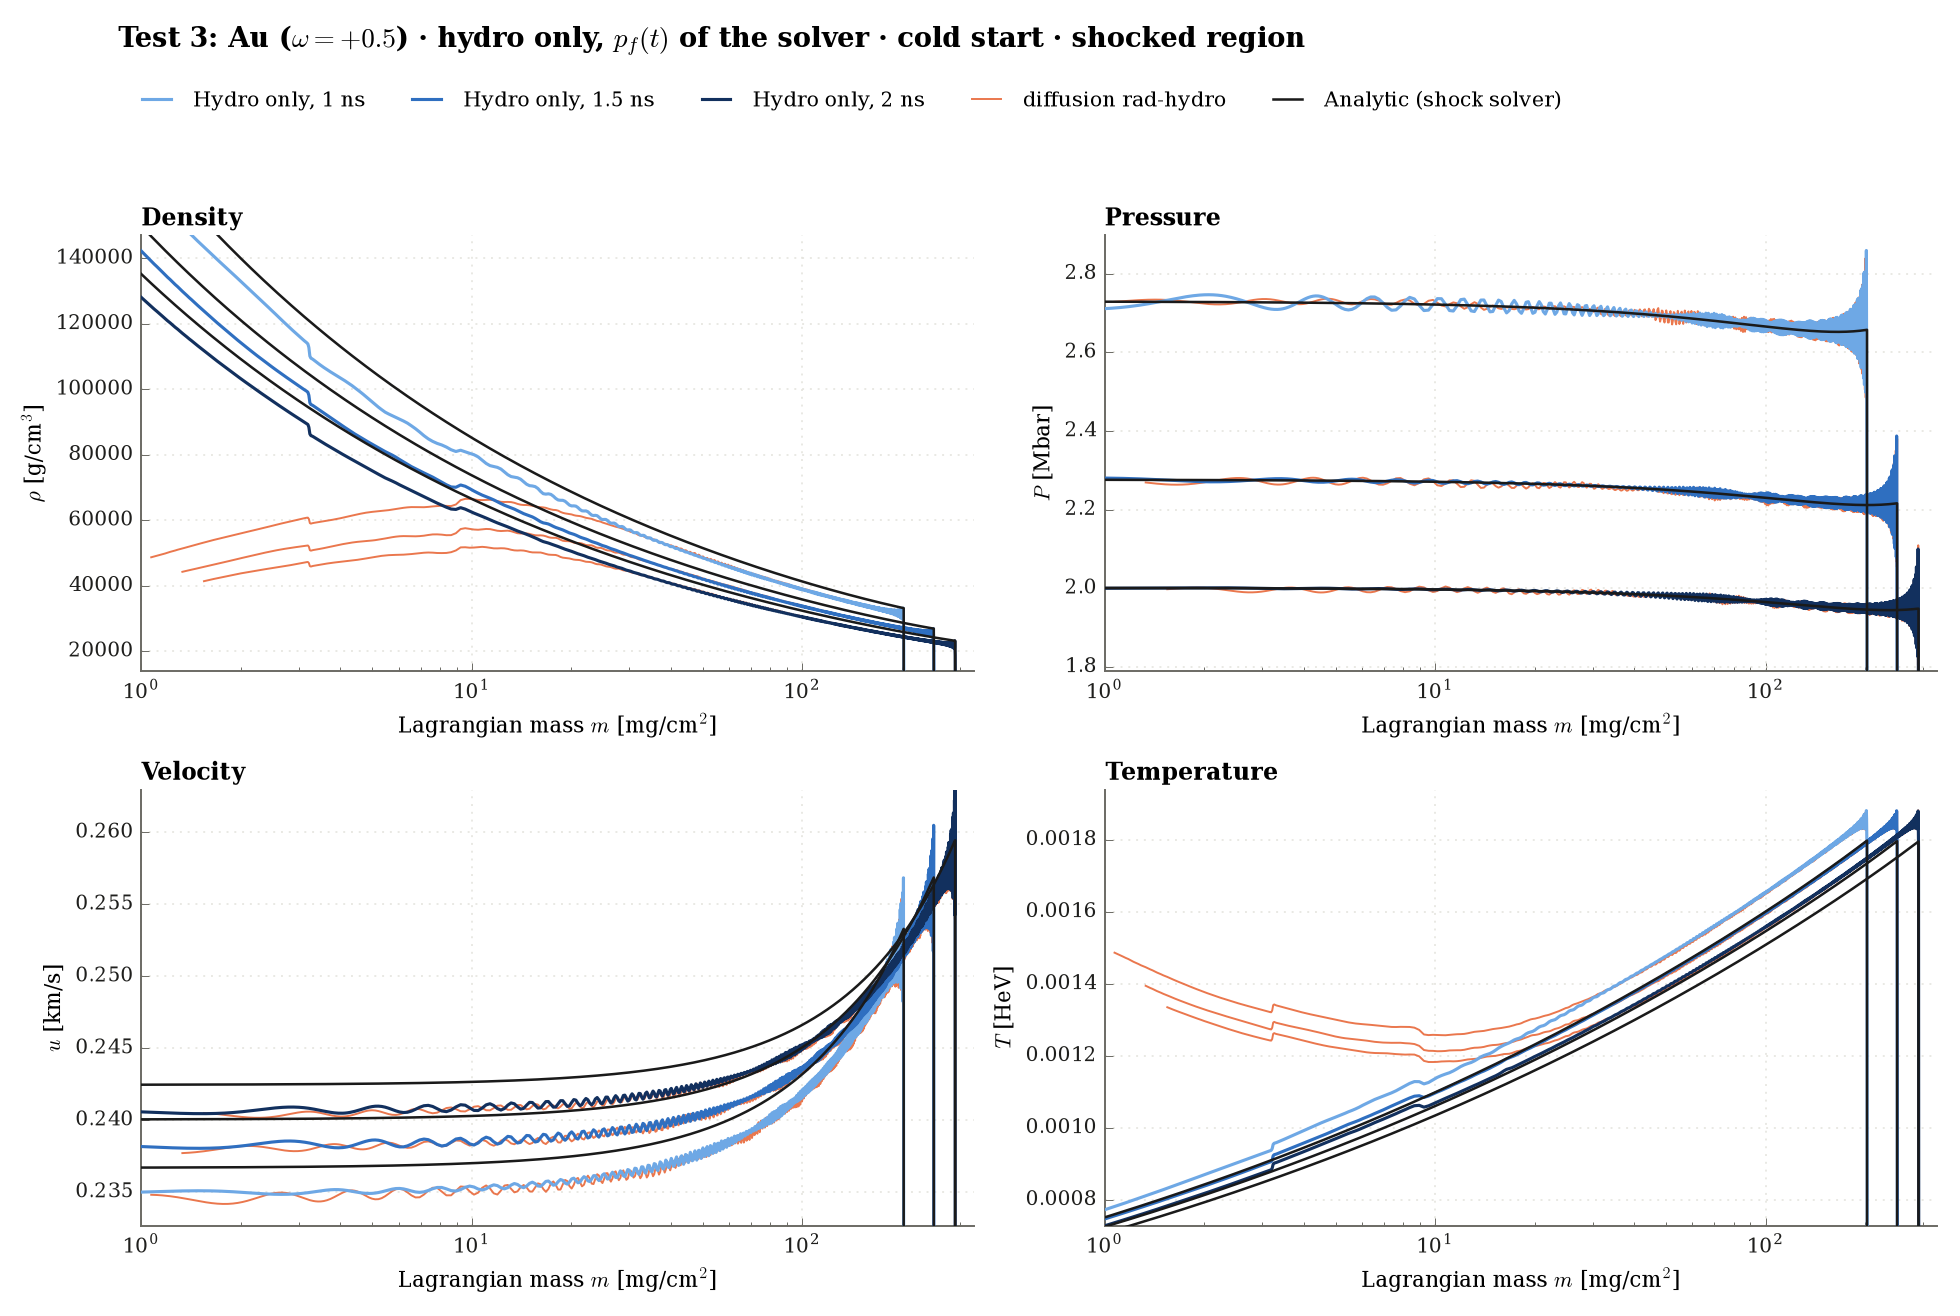 Test 3: Au (ω = +0.5) · hydro only, p_f(t) of the solver · cold start · shocked region
Hydro only, 1 ns Hydro only, 1.5 ns Hydro only, 2 ns diffusion rad-hydro Analytic (shock solver)
Density
140000
120000
100000
80000
60000
40000
20000
ρ [g/cm³]
10⁰ 10¹ 10²
Lagrangian mass m [mg/cm²]
Pressure
2.8
2.6
2.4
2.2
2.0
1.8
P [Mbar]
10⁰ 10¹ 10²
Lagrangian mass m [mg/cm²]
Velocity
0.260
0.255
0.250
0.245
0.240
0.235
u [km/s]
10⁰ 10¹ 10²
Lagrangian mass m [mg/cm²]
Temperature
0.0018
0.0016
0.0014
0.0012
0.0010
0.0008
T [HeV]
10⁰ 10¹ 10²
Lagrangian mass m [mg/cm²]